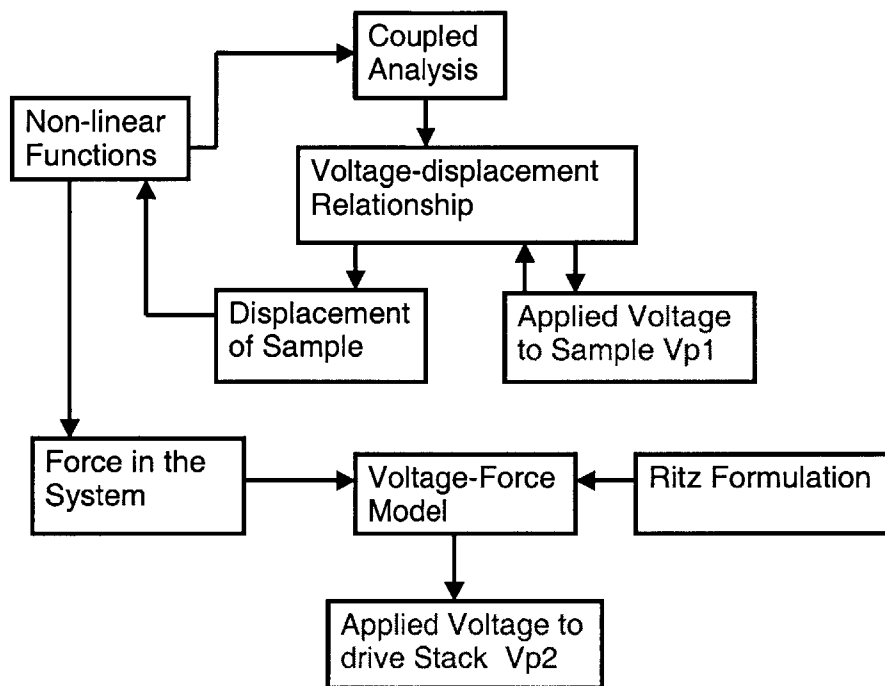 Coupled
Analysis
Non-linear
Functions
Voltage-displacement
Relationship
Displacement
of Sample
Applied Voltage
to Sample Vp1
Force in the
System
Voltage-Force
Model
Ritz Formulation
Applied Voltage to
drive Stack Vp2